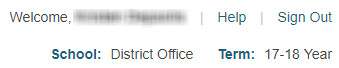 Welcome, | Help | Sign Out
School: District Office Term: 17-18 Year